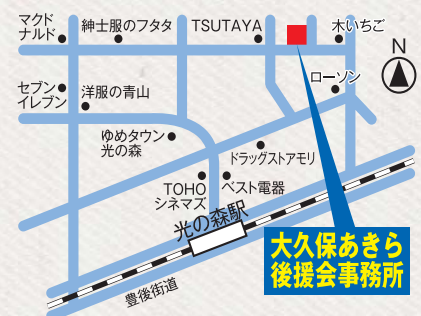 マクド
ナルド
紳士服のフタタ
TSUTAYA
木いちご
N
セブン
イレブン
洋服の青山
ローソン
ゆめタウン
光の森
ドラッグストアモリ
TOHO
シネマズ
ベスト電器
光の森駅
大久保あきら
後援会事務所
豊後街道